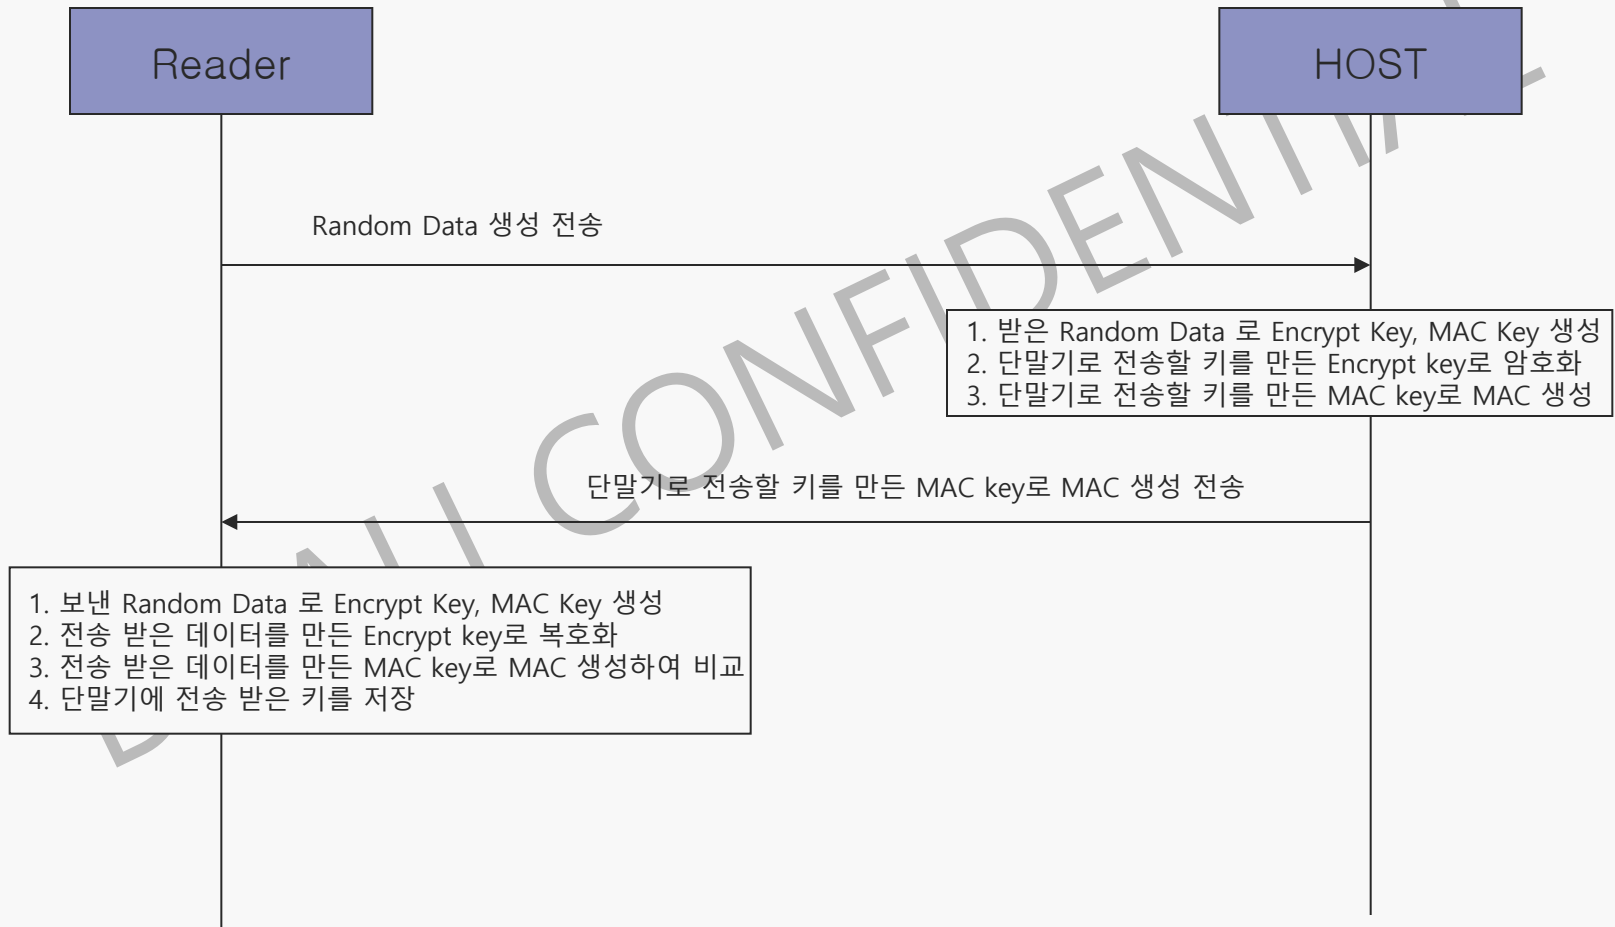 Reader
HOST
Random Data 생성 전송
1. 받은 Random Data 로 Encrypt Key, MAC Key 생성
2. 단말기로 전송할 키를 만든 Encrypt key로 암호화
3. 단말기로 전송할 키를 만든 MAC key로 MAC 생성
단말기로 전송할 키를 만든 MAC key로 MAC 생성 전송
1. 보낸 Random Data 로 Encrypt Key, MAC Key 생성
2. 전송 받은 데이터를 만든 Encrypt key로 복호화
3. 전송 받은 데이터를 만든 MAC key로 MAC 생성하여 비교
4. 단말기에 전송 받은 키를 저장
CONFIDENTIAL